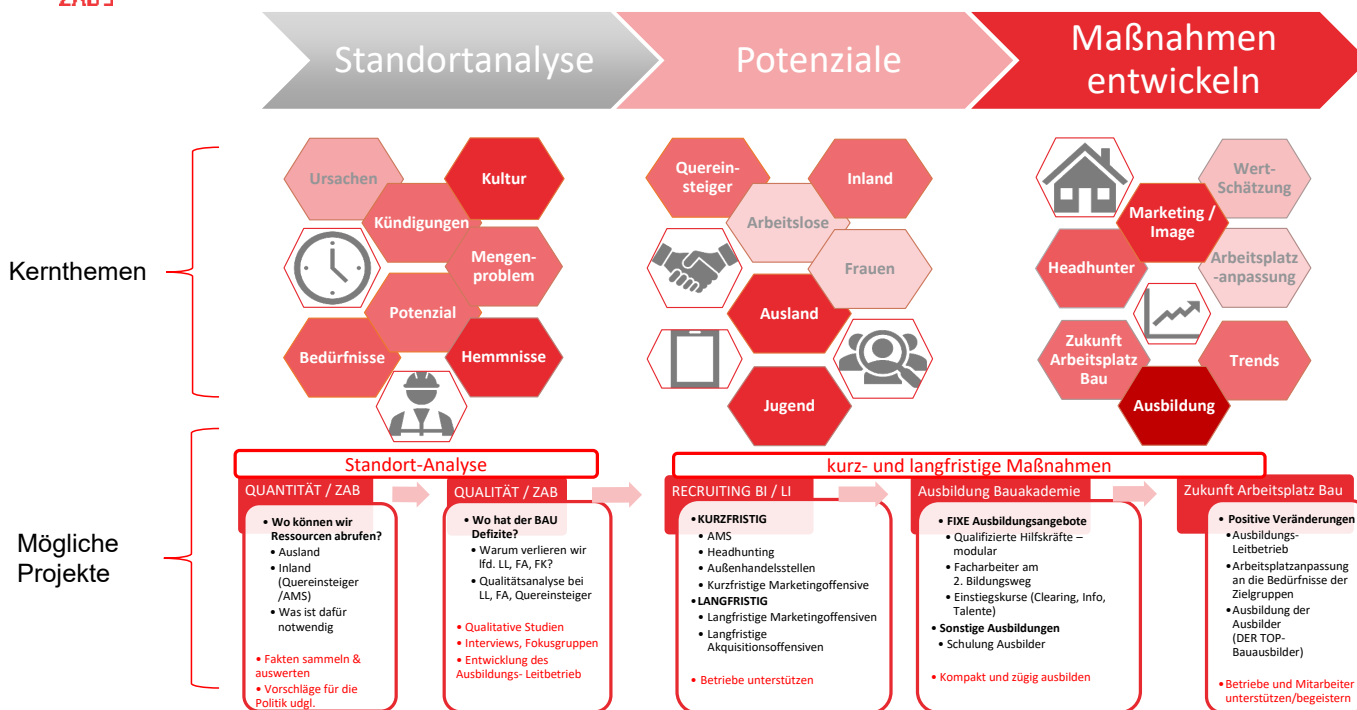 ZAB
Standortanalyse
Potenziale
Maßnahmen
entwickeln
Kernthemen
Ursachen
Kultur
Kündigungen
Mengen-
problem
Potenzial
Bedürfnisse
Hemmnisse
Querein-
steiger
Inland
Arbeitslose
Frauen
Ausland
Jugend
Wert-
Schätzung
Marketing /
Image
Headhunter
Arbeitsplatz
-anpassung
Zukunft
Arbeitsplatz
Bau
Trends
Ausbildung
Mögliche
Projekte
Standort-Analyse
kurz- und langfristige Maßnahmen
QUANTITÄT / ZAB
• Wo können wir
Ressourcen abrufen?
• Ausland
• Inland
(Quereinsteiger
/AMS)
• Was ist dafür
notwendig
• Fakten sammeln &
auswerten
• Vorschläge für die
Politik udgl.
QUALITÄT / ZAB
• Wo hat der BAU
Defizite?
• Warum verlieren wir
lfd. LL, FA, FK?
• Qualitätsanalyse bei
LL, FA, Quereinsteiger
• Qualitative Studien
• Interviews, Fokusgruppen
• Entwicklung des
Ausbildungs- Leitbetrieb
RECRUITING BI / LI
• KURZFRISTIG
• AMS
• Headhunting
• Außenhandelsstellen
• Kurzfristige Marketingoffensive
• LANGFRISTIG
• Langfristige Marketingoffensiven
• Langfristige
Akquisitionsoffensiven
• Betriebe unterstützen
Ausbildung Bauakademie
• FIXE Ausbildungsangebote
• Qualifizierte Hilfskräfte –
modular
• Facharbeiter am
2. Bildungsweg
• Einstiegskurse (Clearing, Info,
Talente)
• Sonstige Ausbildungen
• Schulung Ausbilder
• Kompakt und zügig ausbilden
Zukunft Arbeitsplatz Bau
• Positive Veränderungen
• Ausbildungs-
Leitbetrieb
• Arbeitsplatzanpassung
an die Bedürfnisse der
Zielgruppen
• Ausbildung der
Ausbilder
(DER TOP-
Bauausbilder)
• Betriebe und Mitarbeiter
unterstützen/begeistern